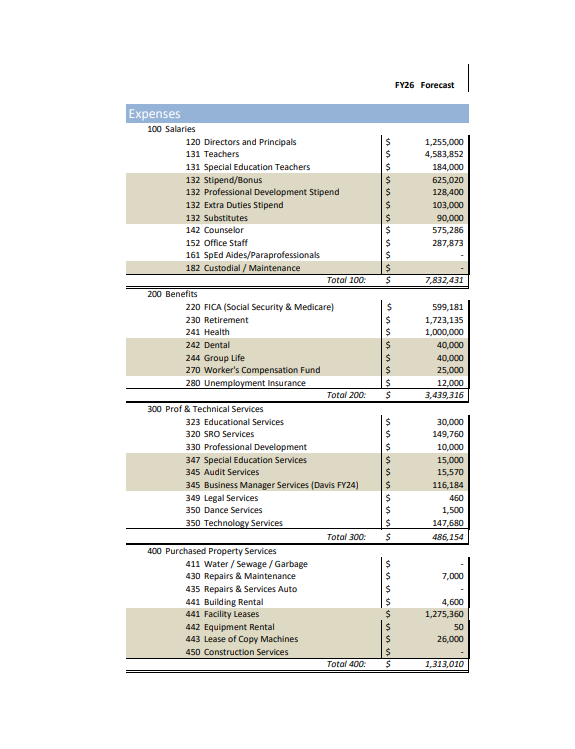 FY26 Forecast
Expenses
100 Salaries
120 Directors and Principals $ 1,255,000
131 Teachers $ 4,583,852
131 Special Education Teachers $ 184,000
132 Stipend/Bonus $ 625,020
132 Professional Development Stipend $ 128,400
132 Extra Duties Stipend $ 103,000
132 Substitutes $ 90,000
142 Counselor $ 575,286
152 Office Staff $ 287,873
161 SpEd Aides/Paraprofessionals $ -
182 Custodial / Maintenance $ -
Total 100: $ 7,832,431
200 Benefits
220 FICA (Social Security & Medicare) $ 599,181
230 Retirement $ 1,723,135
241 Health $ 1,000,000
242 Dental $ 40,000
244 Group Life $ 40,000
270 Worker's Compensation Fund $ 25,000
280 Unemployment Insurance $ 12,000
Total 200: $ 3,439,316
300 Prof & Technical Services
323 Educational Services $ 30,000
320 SRO Services $ 149,760
330 Professional Development $ 10,000
347 Special Education Services $ 15,000
345 Audit Services $ 15,570
345 Business Manager Services (Davis FY24) $ 116,184
349 Legal Services $ 460
350 Dance Services $ 1,500
350 Technology Services $ 147,680
Total 300: $ 486,154
400 Purchased Property Services
411 Water / Sewage / Garbage $ -
430 Repairs & Maintenance $ 7,000
435 Repairs & Services Auto $ -
441 Building Rental $ 4,600
441 Facility Leases $ 1,275,360
442 Equipment Rental $ 50
443 Lease of Copy Machines $ 26,000
450 Construction Services $ -
Total 400: $ 1,313,010